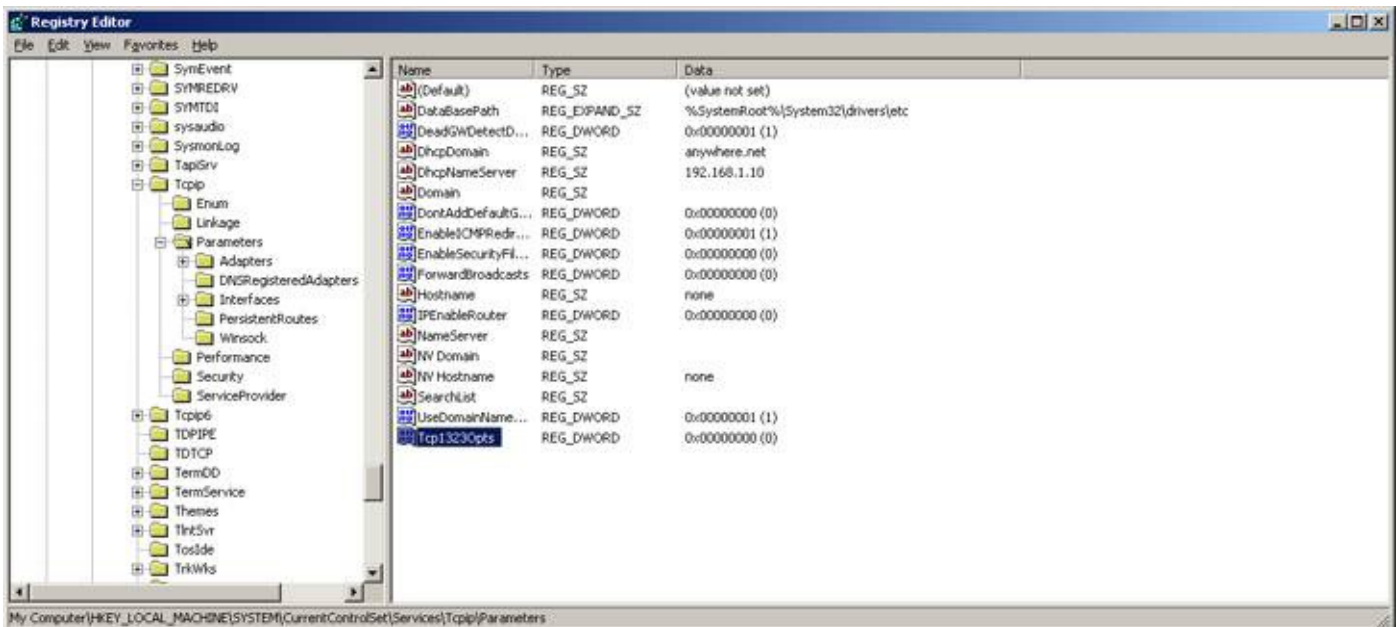 Registry Editor
File Edit View Favorites Help
SymEvent
SYMREDRV
SYMTDI
sysaudio
SysmonLog
TapiSrv
Tcpip
Enum
Linkage
Parameters
Adapters
DNSRegisteredAdapters
Interfaces
PersistentRoutes
Winsock
Performance
Security
ServiceProvider
Tcpip6
TDPIPE
TDTCP
TermDD
TermService
Themes
TlntSvr
TosIde
TrkWks
Name Type Data
(Default) REG_SZ (value not set)
DataBasePath REG_EXPAND_SZ %SystemRoot%\System32\drivers\etc
DeadGWDetectD... REG_DWORD 0x00000001 (1)
DhcpDomain REG_SZ anywhere.net
DhcpNameServer REG_SZ 192.168.1.10
Domain REG_SZ
DontAddDefaultG... REG_DWORD 0x00000000 (0)
EnableICMPRedir... REG_DWORD 0x00000001 (1)
EnableSecurityFil... REG_DWORD 0x00000000 (0)
ForwardBroadcasts REG_DWORD 0x00000000 (0)
Hostname REG_SZ none
IPEnableRouter REG_DWORD 0x00000000 (0)
NameServer REG_SZ
NV Domain REG_SZ
NV Hostname REG_SZ none
SearchList REG_SZ
UseDomainName... REG_DWORD 0x00000001 (1)
Tcp1323Opts REG_DWORD 0x00000000 (0)
My Computer\HKEY_LOCAL_MACHINE\SYSTEM\CurrentControlSet\Services\Tcpip\Parameters